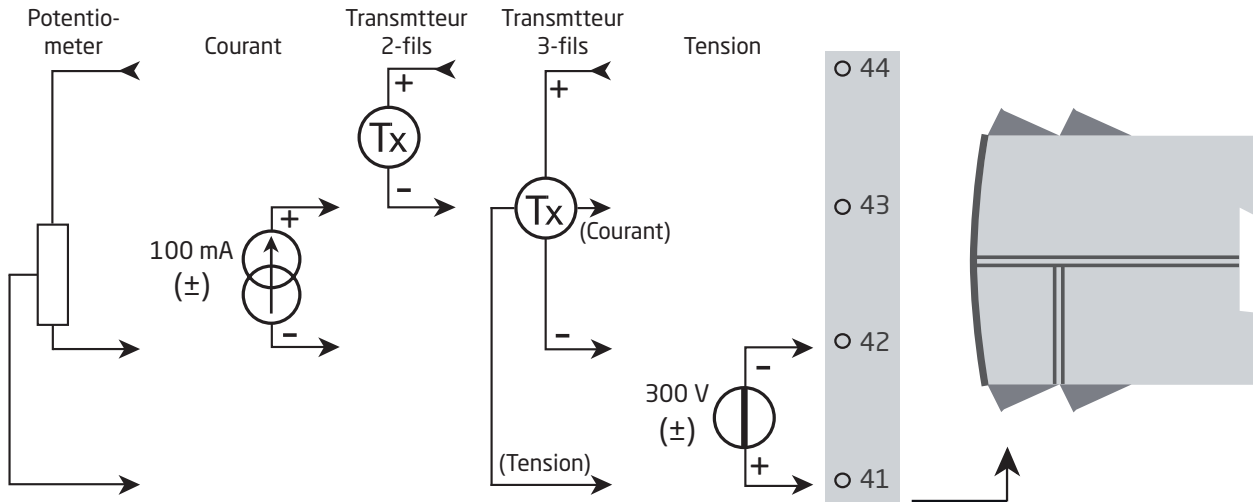 Potentio-
meter
Courant
Transmtteur
2-fils
Transmtteur
3-fils
Tension
+
Tx
-
+
Tx
(Courant)
-
(Tension)
100 mA
(±)
+
-
300 V
(±)
-
+
44
43
42
41